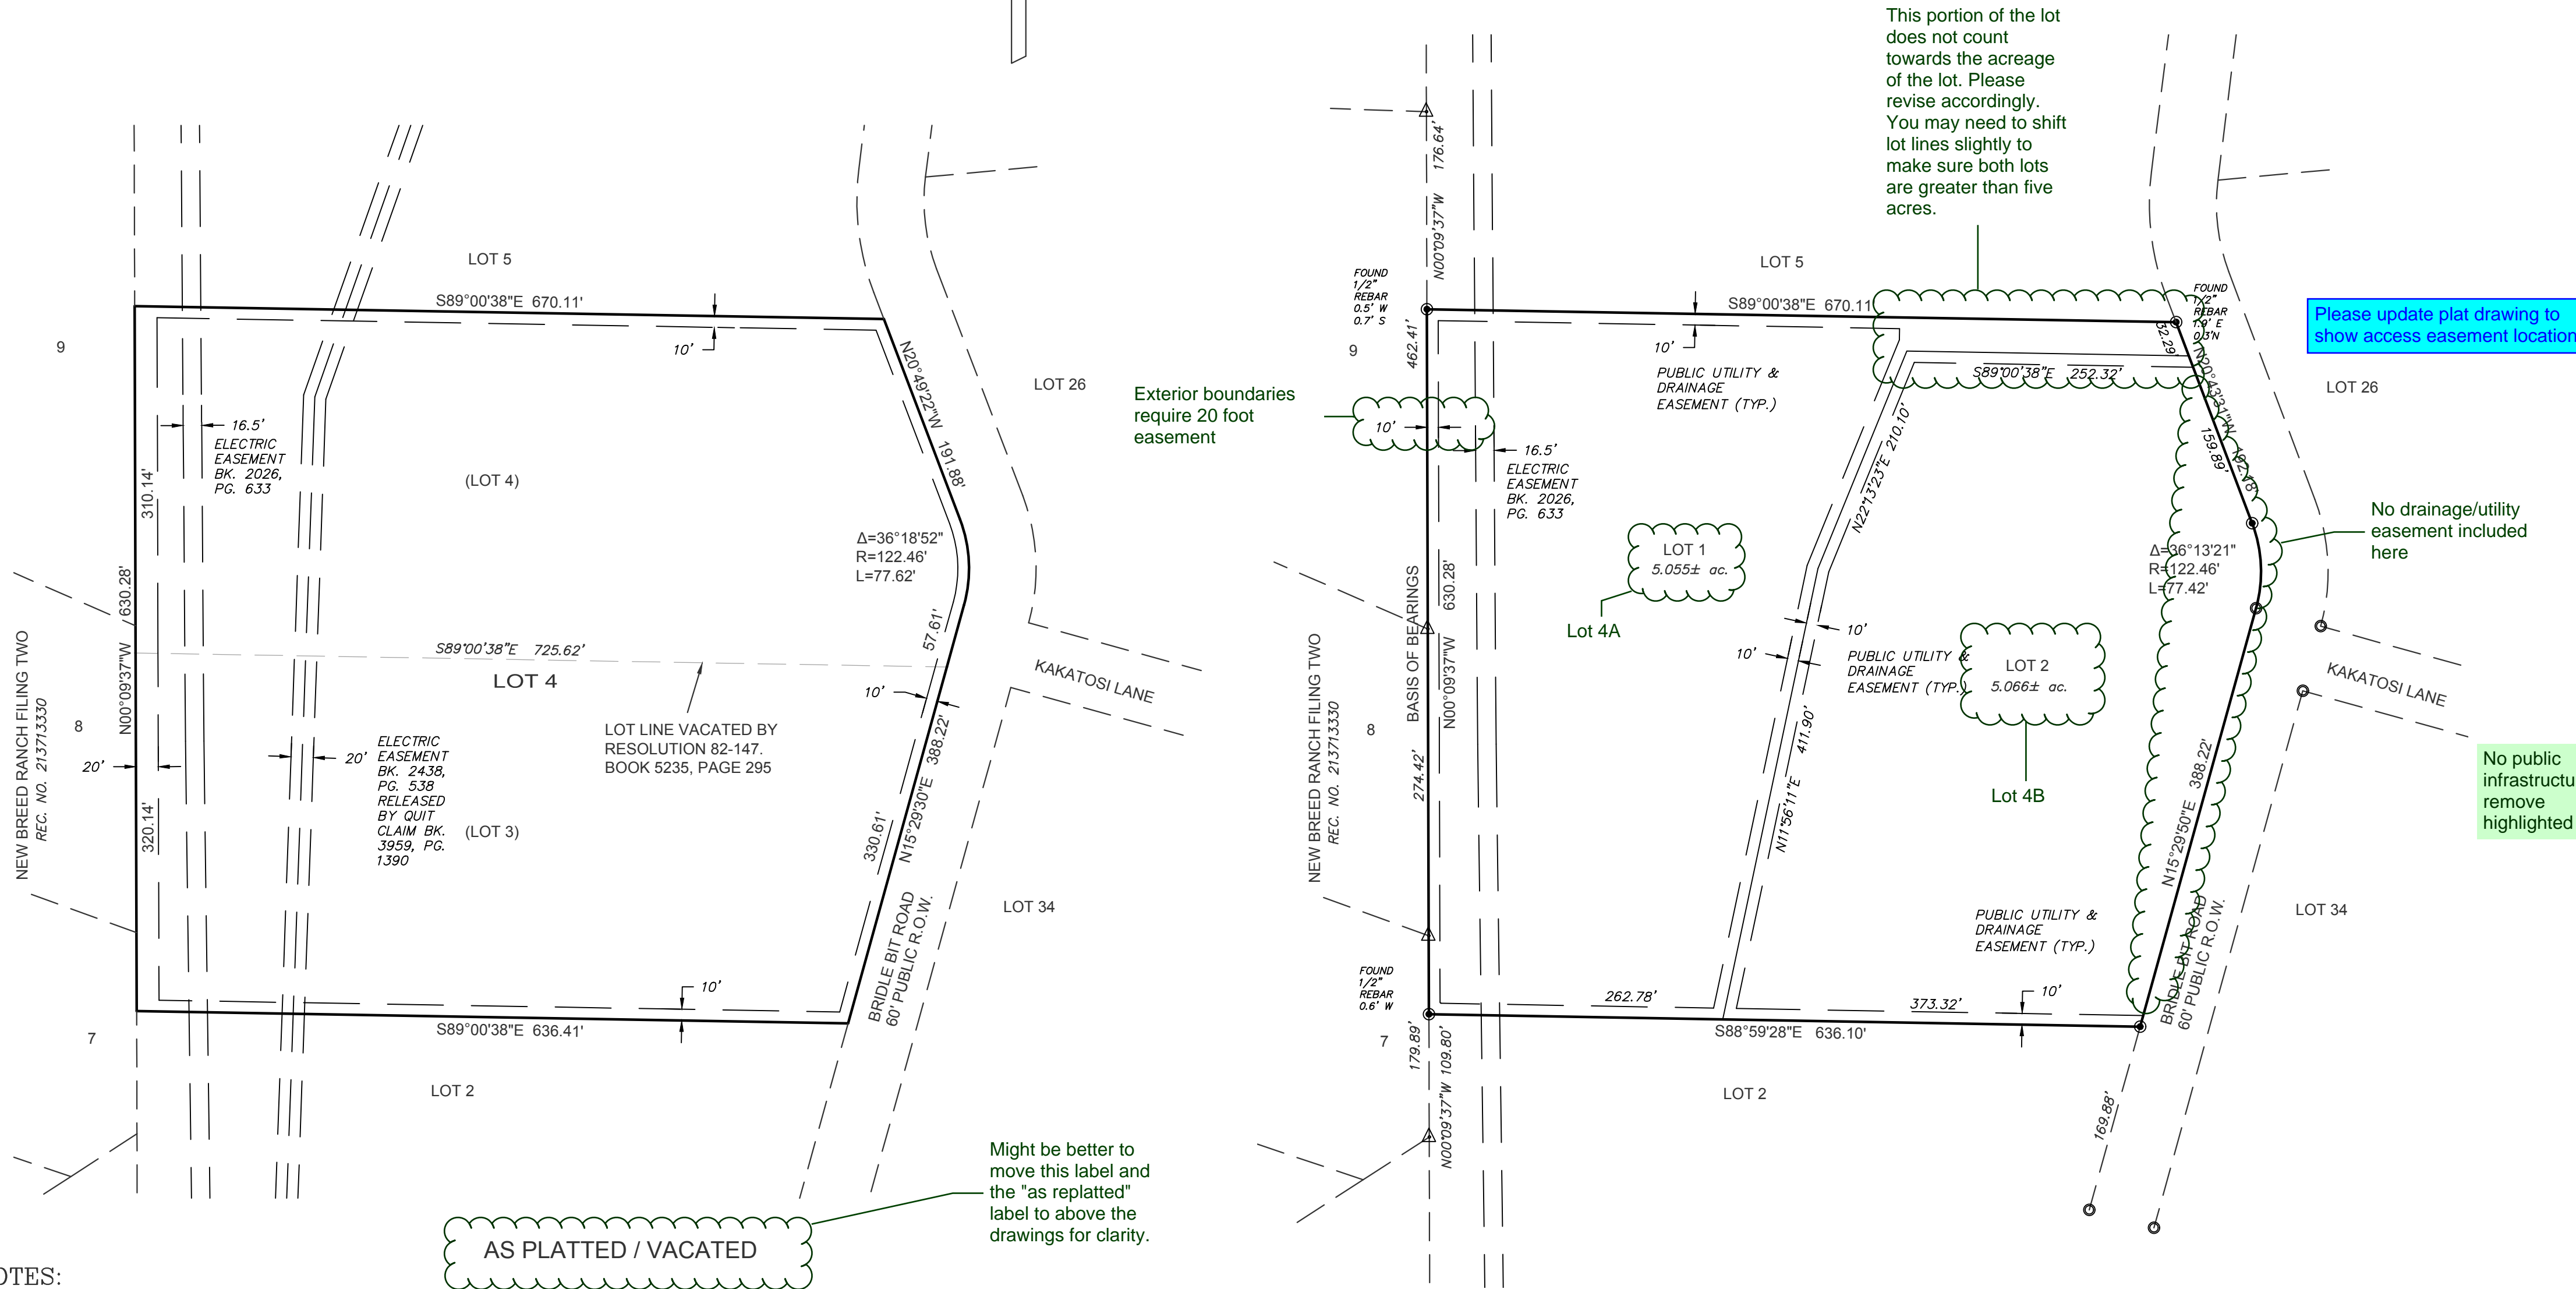 LOT 5
S89°00'38"E 670.11'
10'
9
N20°49'22"W 191.88'
LOT 26
16.5'
ELECTRIC
EASEMENT
BK. 2026,
PG. 633
310.14'
(LOT 4)
Δ=36°18'52"
R=122.46'
L=77.62'
N00°09'37"W 630.28'
57.61'
S89°00'38"E 725.62'
LOT 4
KAKATOSI LANE
NEW BREED RANCH FILING TWO
REC. NO. 213713330
8
10'
LOT LINE VACATED BY
RESOLUTION 82-147.
BOOK 5235, PAGE 295
20'
20'
ELECTRIC
EASEMENT
BK. 2438,
PG. 538
RELEASED
BY QUIT
CLAIM BK.
3959, PG.
1390
(LOT 3)
320.14'
330.61'
N15°29'30"E 388.22'
LOT 34
BRIDLE BIT ROAD
60' PUBLIC R.O.W.
10'
S89°00'38"E 636.41'
7
LOT 2
Might be better to
move this label and
the "as replatted"
label to above the
drawings for clarity.
AS PLATTED / VACATED
OTES:
This portion of the lot
does not count
towards the acreage
of the lot. Please
revise accordingly.
You may need to shift
lot lines slightly to
make sure both lots
are greater than five
acres.
N00°09'37"W 176.64'
LOT 5
FOUND
1/2"
REBAR
0.5' W
0.7' S
S89°00'38"E 670.11
FOUND
1/2"
REBAR
1.9' E
0.3'N
Please update plat drawing to
show access easement location
462.41'
9
10'
32.29'
PUBLIC UTILITY &
DRAINAGE
EASEMENT (TYP.)
S89°00'38"E 252.32'
N20°43'31"W 192.18'
159.89'
LOT 26
Exterior boundaries
require 20 foot
easement
10'
16.5'
ELECTRIC
EASEMENT
BK. 2026,
PG. 633
N22°13'23"E 210.10'
No drainage/utility
easement included
here
LOT 1
5.055± ac.
Lot 4A
Δ=36°13'21"
R=122.46'
L=77.42'
BASIS OF BEARINGS
N00°09'37"W 630.28'
10'
10'
PUBLIC UTILITY &
DRAINAGE
EASEMENT (TYP.)
LOT 2
5.066± ac.
Lot 4B
KAKATOSI LANE
NEW BREED RANCH FILING TWO
REC. NO. 213713330
8
274.42'
N11°56'11"E 411.90'
N15°29'50"E 388.22'
No public
infrastructu
remove
highlighted
LOT 34
PUBLIC UTILITY &
DRAINAGE
EASEMENT (TYP.)
BRIDLE BIT ROAD
60' PUBLIC R.O.W.
FOUND
1/2"
REBAR
0.6' W
262.78'
373.32'
10'
S88°59'28"E 636.10'
7
179.89'
N00°09'37"W 109.80'
LOT 2
169.88'